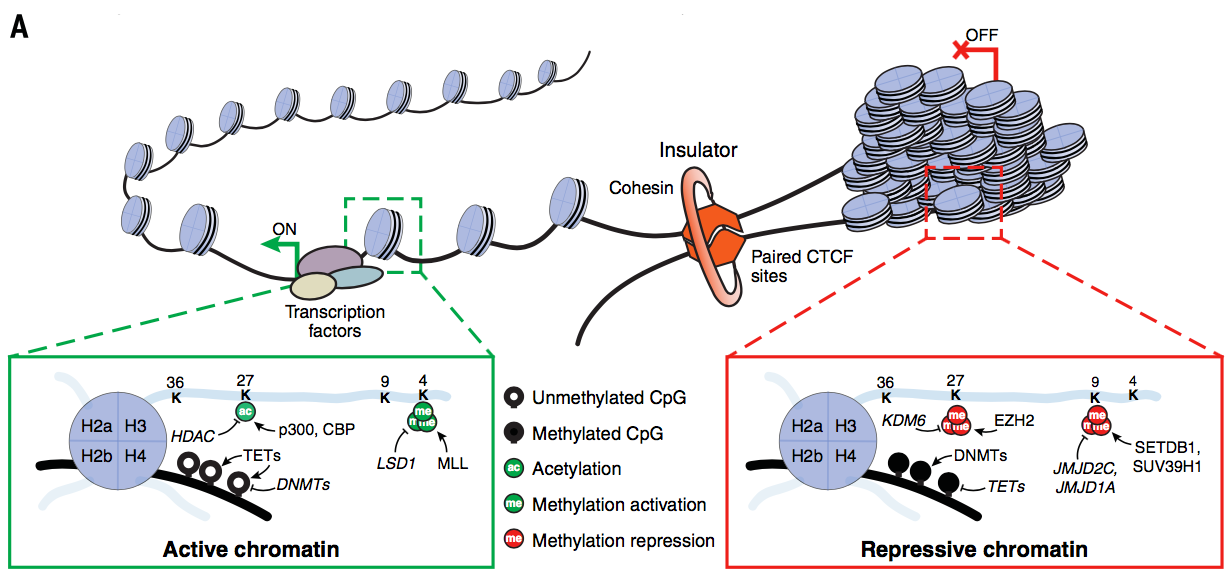 A
OFF
Insulator
Cohesin
Paired CTCF
sites
ON
Transcription
factors
36
K
27
K
9
K
4
K
ac
me
me
me
H2a
H3
H2b
H4
HDAC
p300, CBP
TETs
DNMTs
LSD1
MLL
Active chromatin
Unmethylated CpG
Methylated CpG
ac
Acetylation
me
Methylation activation
me
Methylation repression
36
K
27
K
9
K
4
K
me
me
me
me
me
me
H2a
H3
H2b
H4
KDM6
EZH2
DNMTs
TETs
JMJD2C,
JMJD1A
SETDB1,
SUV39H1
Repressive chromatin